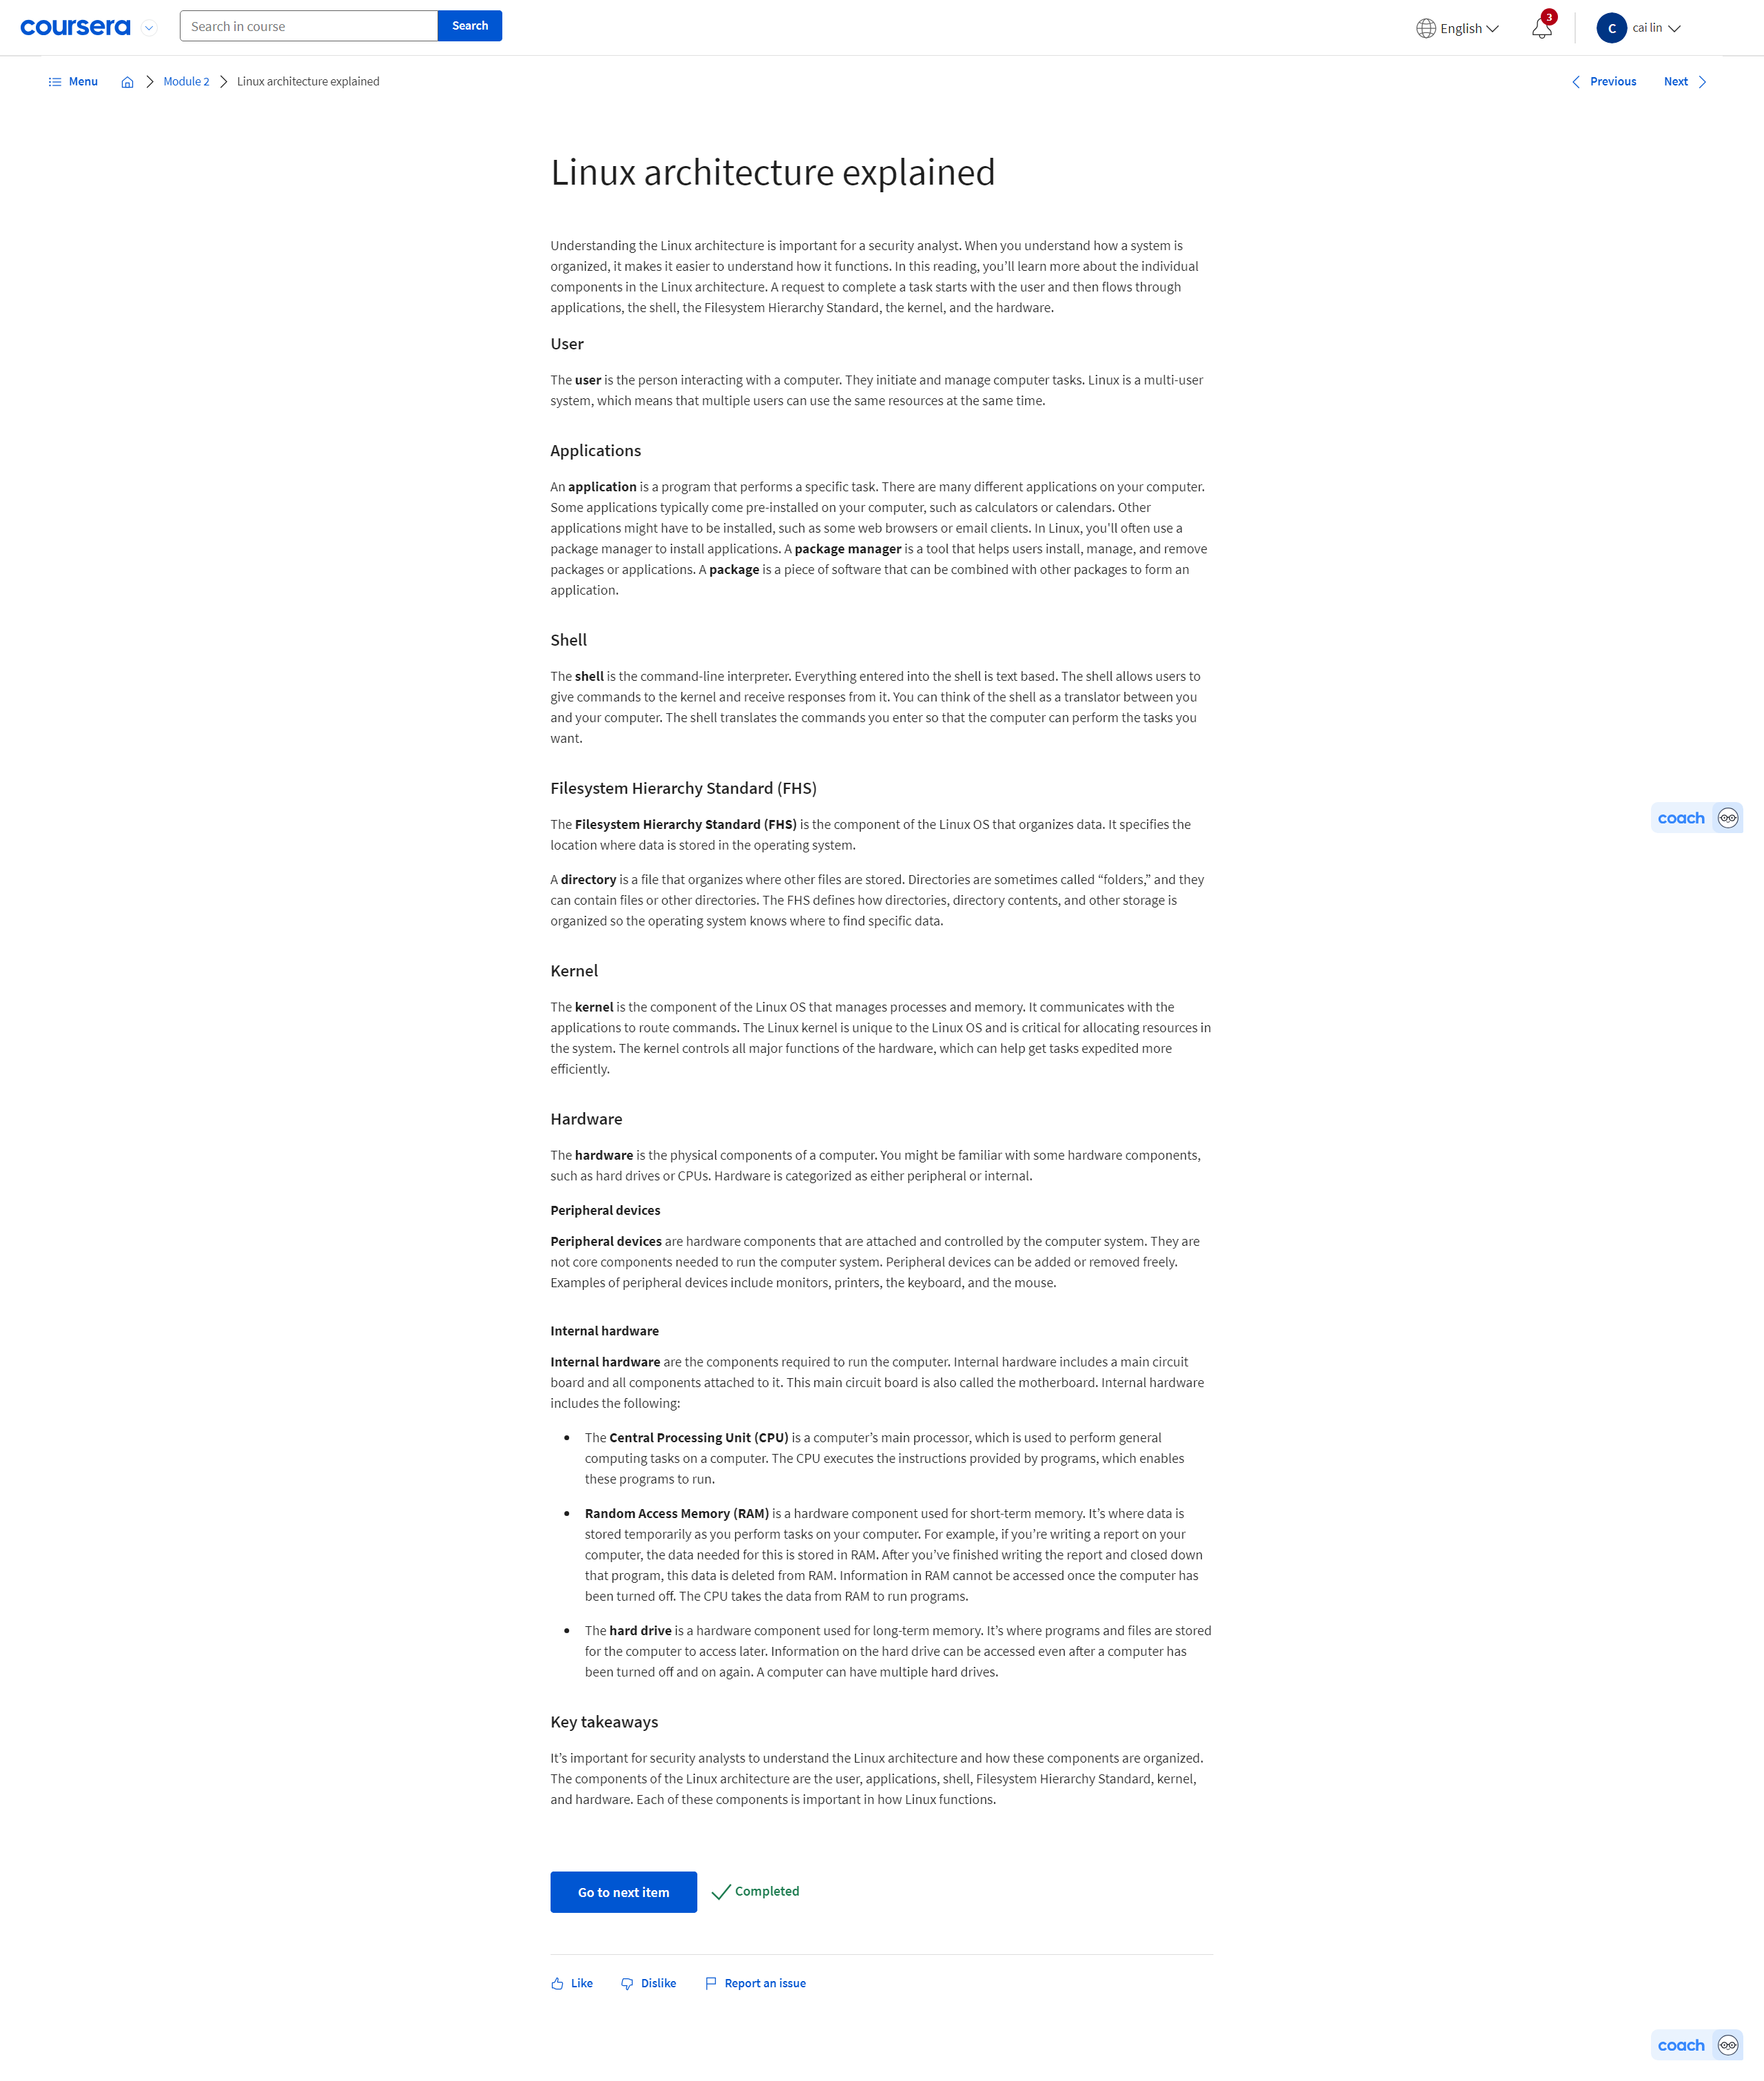 coursera
Search in course
Search
English
3
C
cai lin
Menu
Module 2
Linux architecture explained
Previous
Next
Linux architecture explained
Understanding the Linux architecture is important for a security analyst. When you understand how a system is
organized, it makes it easier to understand how it functions. In this reading, you’ll learn more about the individual
components in the Linux architecture. A request to complete a task starts with the user and then flows through
applications, the shell, the Filesystem Hierarchy Standard, the kernel, and the hardware.
User
The user is the person interacting with a computer. They initiate and manage computer tasks. Linux is a multi-user
system, which means that multiple users can use the same resources at the same time.
Applications
An application is a program that performs a specific task. There are many different applications on your computer.
Some applications typically come pre-installed on your computer, such as calculators or calendars. Other
applications might have to be installed, such as some web browsers or email clients. In Linux, you'll often use a
package manager to install applications. A package manager is a tool that helps users install, manage, and remove
packages or applications. A package is a piece of software that can be combined with other packages to form an
application.
Shell
The shell is the command-line interpreter. Everything entered into the shell is text based. The shell allows users to
give commands to the kernel and receive responses from it. You can think of the shell as a translator between you
and your computer. The shell translates the commands you enter so that the computer can perform the tasks you
want.
Filesystem Hierarchy Standard (FHS)
The Filesystem Hierarchy Standard (FHS) is the component of the Linux OS that organizes data. It specifies the
location where data is stored in the operating system.
A directory is a file that organizes where other files are stored. Directories are sometimes called “folders,” and they
can contain files or other directories. The FHS defines how directories, directory contents, and other storage is
organized so the operating system knows where to find specific data.
Kernel
The kernel is the component of the Linux OS that manages processes and memory. It communicates with the
applications to route commands. The Linux kernel is unique to the Linux OS and is critical for allocating resources in
the system. The kernel controls all major functions of the hardware, which can help get tasks expedited more
efficiently.
Hardware
The hardware is the physical components of a computer. You might be familiar with some hardware components,
such as hard drives or CPUs. Hardware is categorized as either peripheral or internal.
Peripheral devices
Peripheral devices are hardware components that are attached and controlled by the computer system. They are
not core components needed to run the computer system. Peripheral devices can be added or removed freely.
Examples of peripheral devices include monitors, printers, the keyboard, and the mouse.
Internal hardware
Internal hardware are the components required to run the computer. Internal hardware includes a main circuit
board and all components attached to it. This main circuit board is also called the motherboard. Internal hardware
includes the following:
The Central Processing Unit (CPU) is a computer’s main processor, which is used to perform general
computing tasks on a computer. The CPU executes the instructions provided by programs, which enables
these programs to run.
Random Access Memory (RAM) is a hardware component used for short-term memory. It’s where data is
stored temporarily as you perform tasks on your computer. For example, if you’re writing a report on your
computer, the data needed for this is stored in RAM. After you’ve finished writing the report and closed down
that program, this data is deleted from RAM. Information in RAM cannot be accessed once the computer has
been turned off. The CPU takes the data from RAM to run programs.
The hard drive is a hardware component used for long-term memory. It’s where programs and files are stored
for the computer to access later. Information on the hard drive can be accessed even after a computer has
been turned off and on again. A computer can have multiple hard drives.
Key takeaways
It’s important for security analysts to understand the Linux architecture and how these components are organized.
The components of the Linux architecture are the user, applications, shell, Filesystem Hierarchy Standard, kernel,
and hardware. Each of these components is important in how Linux functions.
Go to next item
Completed
Like
Dislike
Report an issue
coach
coach